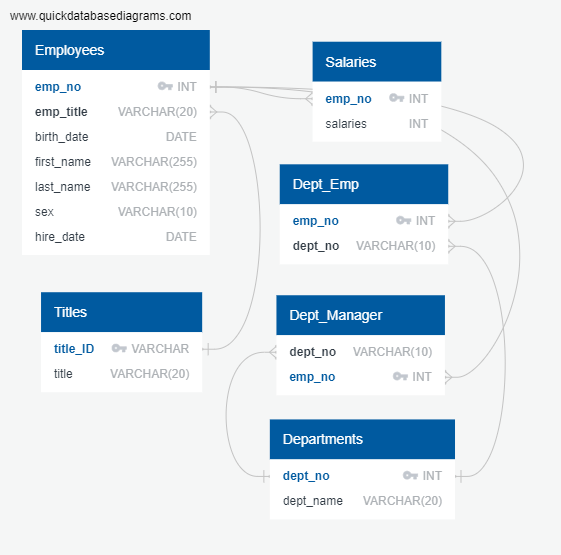 www.quickdatabasediagrams.com
Employees
emp_no INT
emp_title VARCHAR(20)
birth_date DATE
first_name VARCHAR(255)
last_name VARCHAR(255)
sex VARCHAR(10)
hire_date DATE
Salaries
emp_no INT
salaries INT
Dept_Emp
emp_no INT
dept_no VARCHAR(10)
Titles
title_ID VARCHAR
title VARCHAR(20)
Dept_Manager
dept_no VARCHAR(10)
emp_no INT
Departments
dept_no INT
dept_name VARCHAR(20)